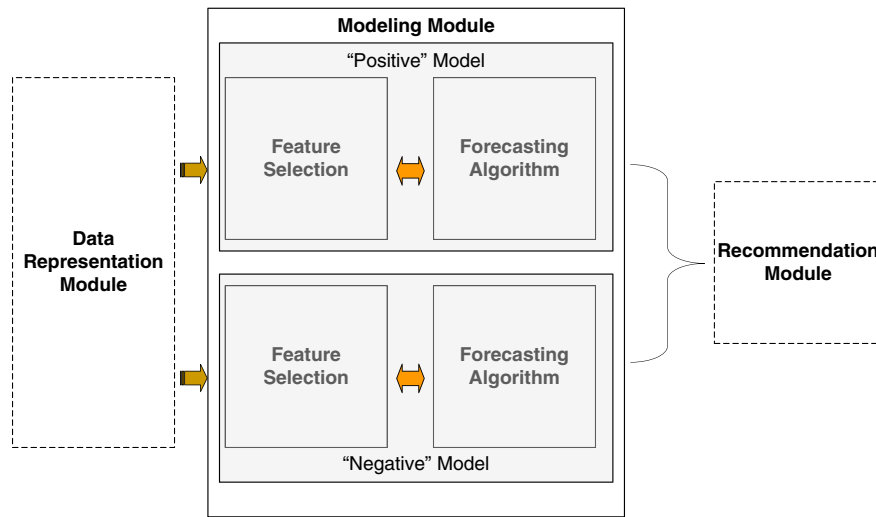 Modeling Module
“Positive” Model
Feature
Selection
Forecasting
Algorithm
Data
Representation
Module
Recommendation
Module
Feature
Selection
Forecasting
Algorithm
“Negative” Model